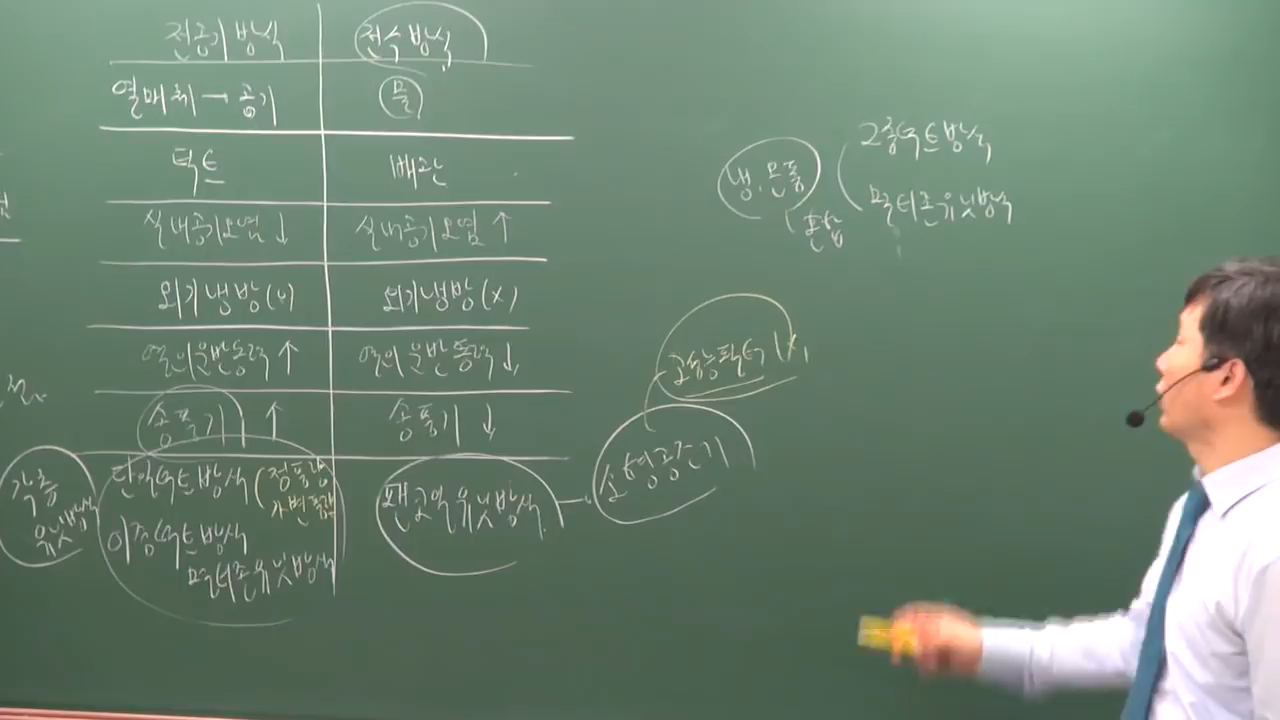 전공기방식 전수방식
열매체 → 공기 물
덕트 배관
실내공기오염 ↓ 실내공기오염 ↑
외기냉방(o) 외기냉방(x)
열의운반동력 ↑ 열의운반동력 ↓
송풍기 ↑ 송풍기 ↓
단일덕트방식 (정풍량
가변풍량
이중덕트방식
멀티존유닛방식
팬코일유닛방식
각층
유닛방식
소형공조기
고성능필터 (x)
냉.온풍
혼합
2중덕트방식
멀티존유닛방식